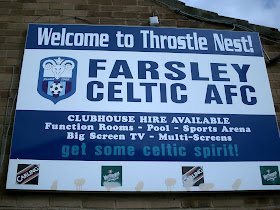 Welcome to Throstle Nest!
FARSLEY
CELTIC AFC
CLUBHOUSE HIRE AVAILABLE
Function Rooms - Pool - Sports Arena
Big Screen TV - Multi-Screens
get some celtic spirit!
CARLING
CARLING